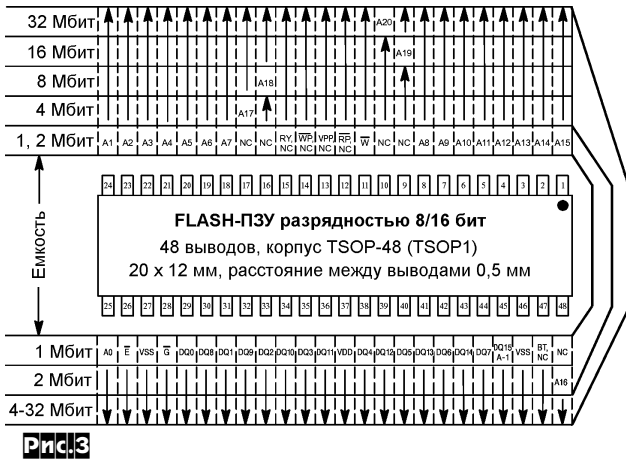 32 Мбит A20
16 Мбит A19
8 Мбит A18
4 Мбит A17
1, 2 Мбит A1 A2 A3 A4 A5 A6 A7 NC NC RY, NC WP, NC VPP, NC RP, NC W NC NC A8 A9 A10 A11 A12 A13 A14 A15
24 23 22 21 20 19 18 17 16 15 14 13 12 11 10 9 8 7 6 5 4 3 2 1
Емкость
FLASH-ПЗУ разрядностью 8/16 бит
48 выводов, корпус TSOP-48 (TSOP1)
20 x 12 мм, расстояние между выводами 0,5 мм
25 26 27 28 29 30 31 32 33 34 35 36 37 38 39 40 41 42 43 44 45 46 47 48
1 Мбит A0 E VSS G DQ0 DQ8 DQ1 DQ9 DQ2 DQ10 DQ3 DQ11 VDD DQ4 DQ12 DQ5 DQ13 DQ6 DQ14 DQ7 DQ15 A-1 VSS BT, NC NC
2 Мбит A16
4-32 Мбит
Рис.3